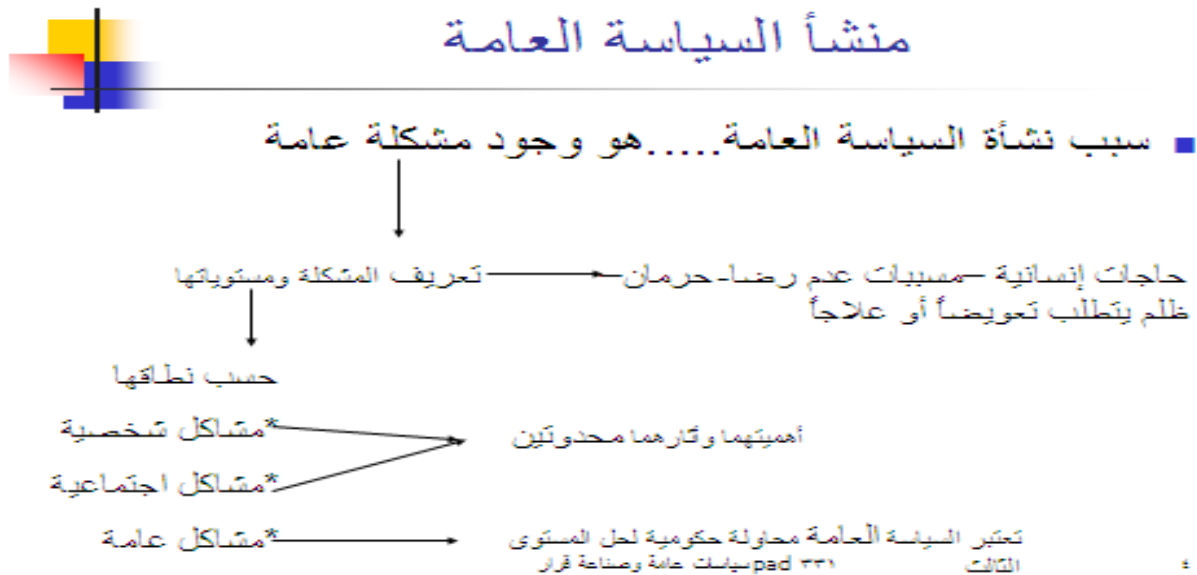 منشأ السياسة العامة
سبب نشأة السياسة العامة.....هو وجود مشكلة عامة
حاجات إنسانية –مسببات عدم رضا-حرمان
ظلم يتطلب تعويضاً أو علاجاً
تعريف المشكلة ومستوياتها
حسب نطاقها
*مشاكل شخصية
*مشاكل اجتماعية
أهميتهما وآثارهما محدوتين
*مشاكل عامة
تعتبر السياسة العامة محاولة حكومية لحل المستوى
الثالث
٣٣١ pad سياسات عامة وصناعة قرار
٤